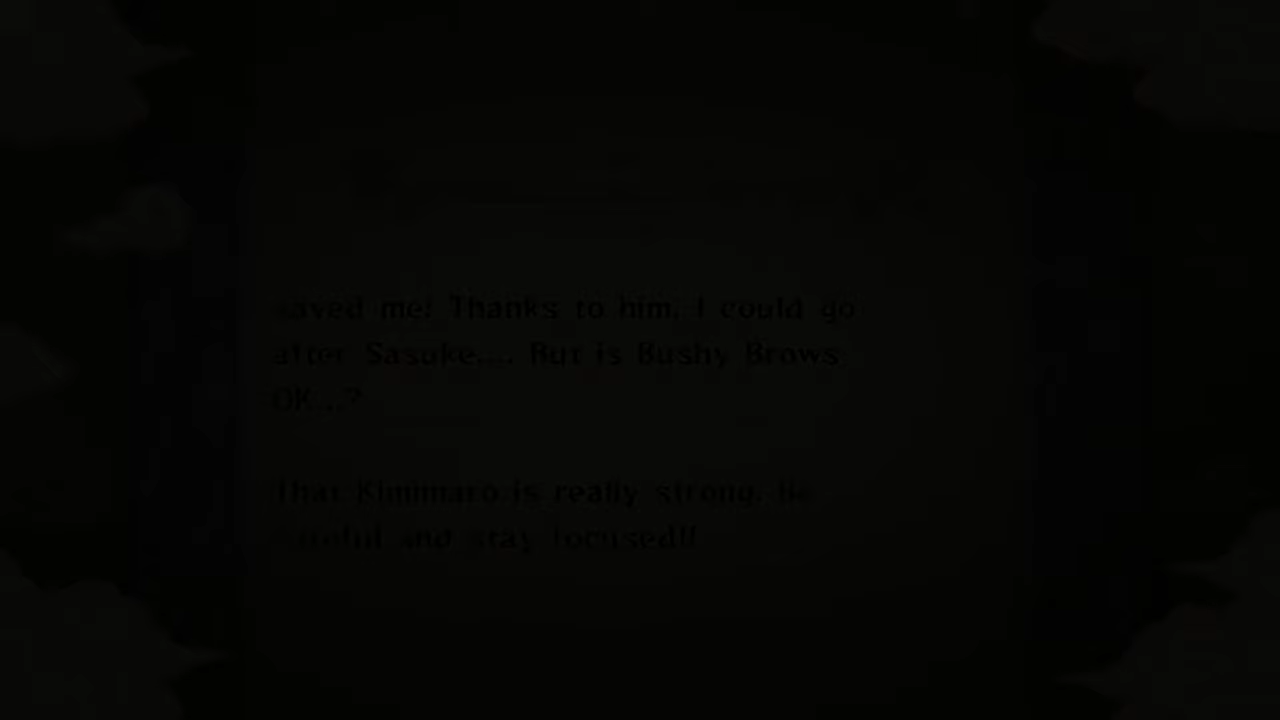 saved me! Thanks to him, I could go
after Sasuke.... But is Bushy Brows
OK...?
That Kimimaro is really strong. Be
careful and stay focused!!